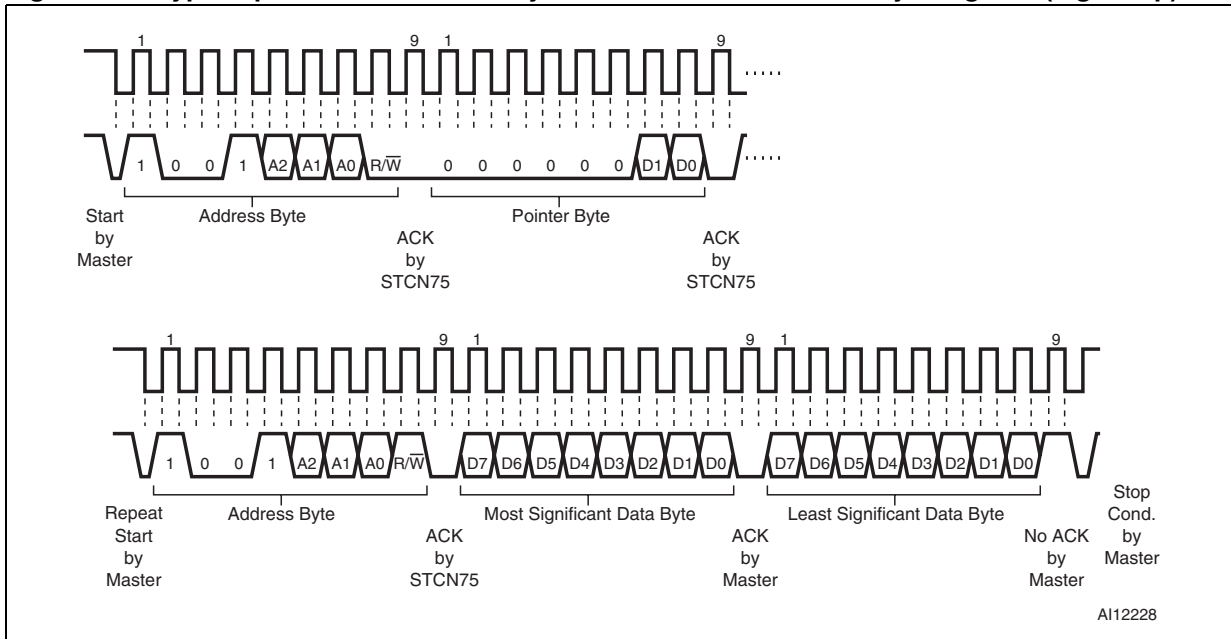 1 9 1 9
1 0 0 1 A2 A1 A0 R/W 0 0 0 0 0 0 D1 D0
Address Byte Pointer Byte
Start
by
Master
ACK
by
STCN75
ACK
by
STCN75
1 9 1 9 1 9
1 0 0 1 A2 A1 A0 R/W D7 D6 D5 D4 D3 D2 D1 D0 D7 D6 D5 D4 D3 D2 D1 D0
Address Byte Most Significant Data Byte Least Significant Data Byte
Repeat
Start
by
Master
ACK
by
STCN75
ACK
by
Master
No ACK
by
Master
Stop
Cond.
by
Master
AI12228